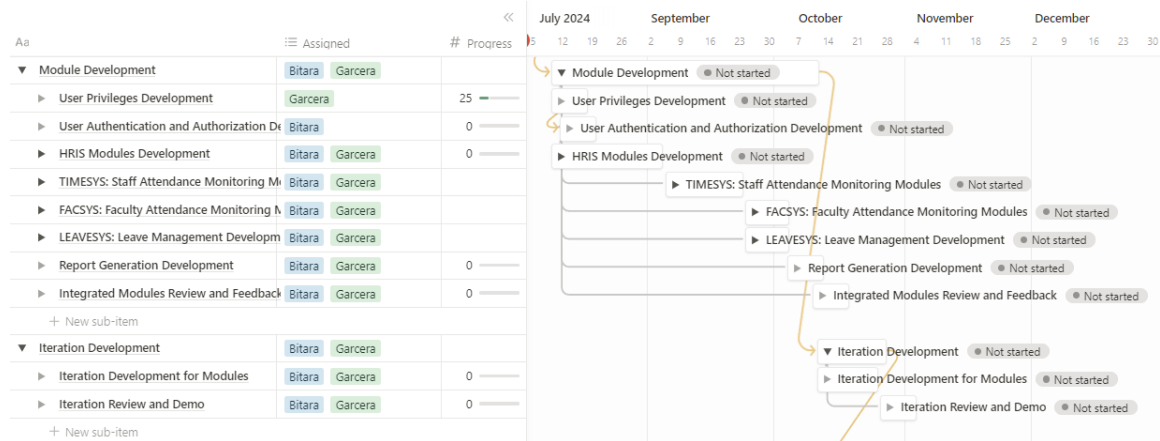 July 2024 September October November December
Aa Assigned # Progress 5 12 19 26 2 9 16 23 30 7 14 21 28 4 11 18 25 2 9 16 23 30
Module Development Bitara Garcera Module Development Not started
User Privileges Development Garcera 25 User Privileges Development Not started
User Authentication and Authorization De Bitara 0 User Authentication and Authorization Development Not started
HRIS Modules Development Bitara Garcera 0 HRIS Modules Development Not started
TIMESYS: Staff Attendance Monitoring M Bitara Garcera TIMESYS: Staff Attendance Monitoring Modules Not started
FACSYS: Faculty Attendance Monitoring M Bitara Garcera FACSYS: Faculty Attendance Monitoring Modules Not started
LEAVESYS: Leave Management Developm Bitara Garcera LEAVESYS: Leave Management Development Not started
Report Generation Development Bitara Garcera 0 Report Generation Development Not started
Integrated Modules Review and Feedback Bitara Garcera 0 Integrated Modules Review and Feedback Not started
+ New sub-item
Iteration Development Bitara Garcera Iteration Development Not started
Iteration Development for Modules Bitara Garcera 0 Iteration Development for Modules Not started
Iteration Review and Demo Bitara Garcera 0 Iteration Review and Demo Not started
+ New sub-item